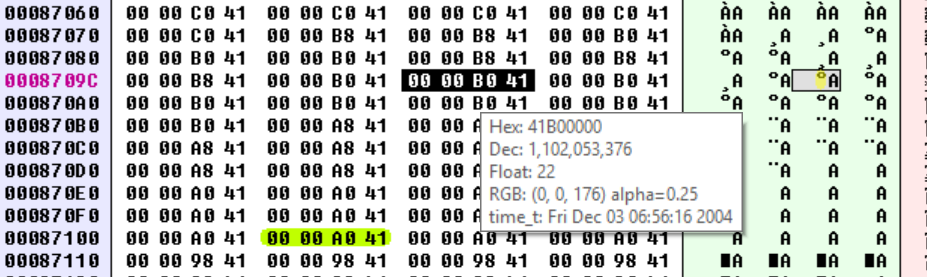 00087060 00 00 C0 41 00 00 C0 41 00 00 C0 41 00 00 C0 41 ÀA ÀA ÀA ÀA
00087070 00 00 C0 41 00 00 B8 41 00 00 B8 41 00 00 B0 41 ÀA ¸A ¸A °A
00087080 00 00 B0 41 00 00 B8 41 00 00 B0 41 00 00 B8 41 °A ¸A °A ¸A
0008709C 00 00 B8 41 00 00 B0 41 00 00 B0 41 00 00 B0 41 ¸A °A °A °A
000870A0 00 00 B0 41 00 00 B0 41 00 00 B0 41 00 00 B0 41 °A °A °A °A
000870B0 00 00 B0 41 00 00 A8 41 00 00 ¨A ¨A ¨A
000870C0 00 00 A8 41 00 00 A8 41 00 00 ¨A ¨A ¨A
000870D0 00 00 A8 41 00 00 A8 41 00 00 ¨A A A
000870E0 00 00 A0 41 00 00 A0 41 00 00 A A A
000870F0 00 00 A0 41 00 00 A0 41 00 00 A A A
00087100 00 00 A0 41 00 00 A0 41 00 00 A0 41 00 00 A0 41 A A A A
00087110 00 00 98 41 00 00 98 41 00 00 98 41 00 00 98 41 ■A ■A ■A ■A
Hex: 41B00000
Dec: 1,102,053,376
Float: 22
RGB: (0, 0, 176) alpha=0.25
time_t: Fri Dec 03 06:56:16 2004